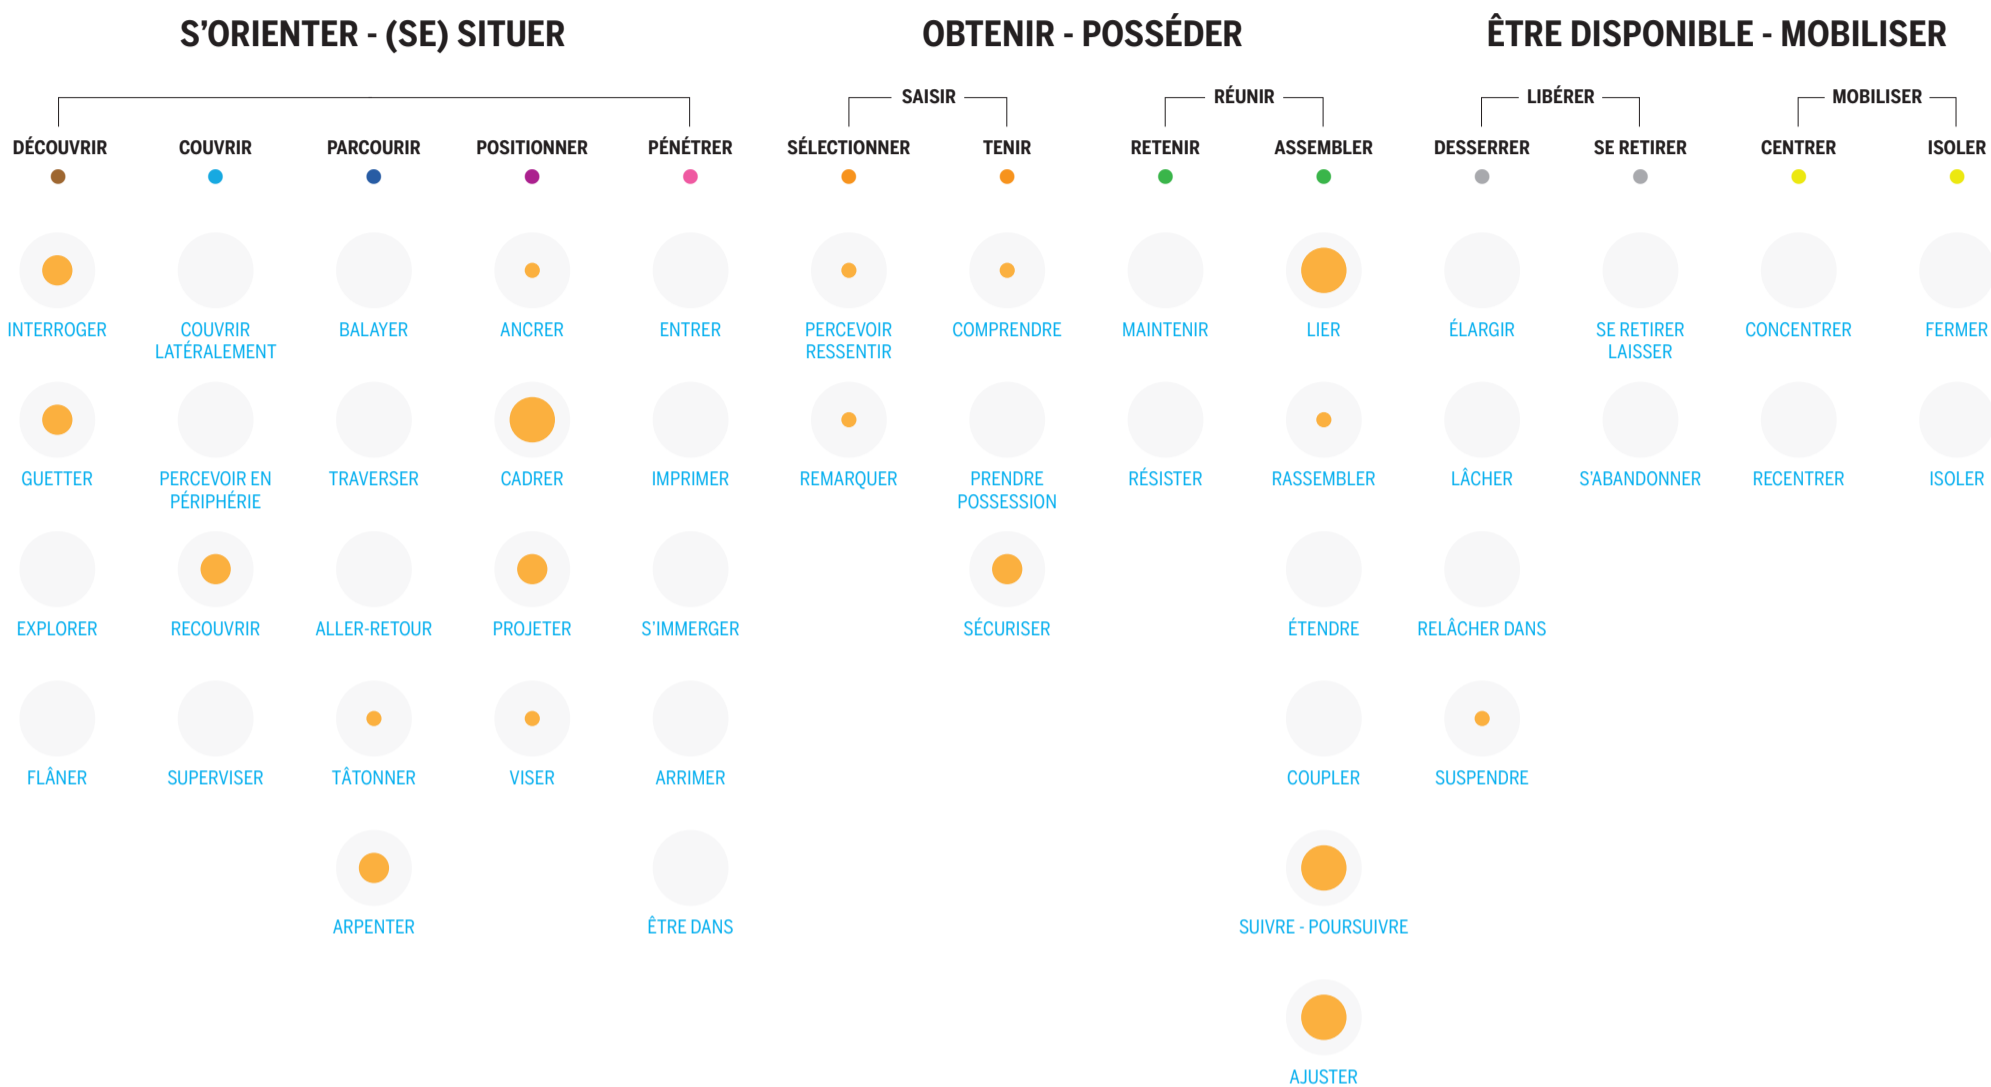 S'ORIENTER - (SE) SITUER
OBTENIR - POSSÉDER
ÊTRE DISPONIBLE - MOBILISER
SAISIR
RÉUNIR
LIBÉRER
MOBILISER
DÉCOUVRIR
COUVRIR
PARCOURIR
POSITIONNER
PÉNÉTRER
SÉLECTIONNER
TENIR
RETENIR
ASSEMBLER
DESSERRER
SE RETIRER
CENTRER
ISOLER
INTERROGER
COUVRIR
LATÉRALEMENT
BALAYER
ANCRER
ENTRER
PERCEVOIR
RESSENTIR
COMPRENDRE
MAINTENIR
LIER
ÉLARGIR
SE RETIRER
LAISSER
CONCENTRER
FERMER
GUETTER
PERCEVOIR EN
PÉRIPHÉRIE
TRAVERSER
CADRER
IMPRIMER
REMARQUER
PRENDRE
POSSESSION
RÉSISTER
RASSEMBLER
LÂCHER
S'ABANDONNER
RECENTRER
ISOLER
EXPLORER
RECOUVRIR
ALLER-RETOUR
PROJETER
S'IMMERGER
SÉCURISER
ÉTENDRE
RELÂCHER DANS
FLÂNER
SUPERVISER
TÂTONNER
VISER
ARRIMER
COUPLER
SUSPENDRE
ARPENTER
ÊTRE DANS
SUIVRE - POURSUIVRE
AJUSTER